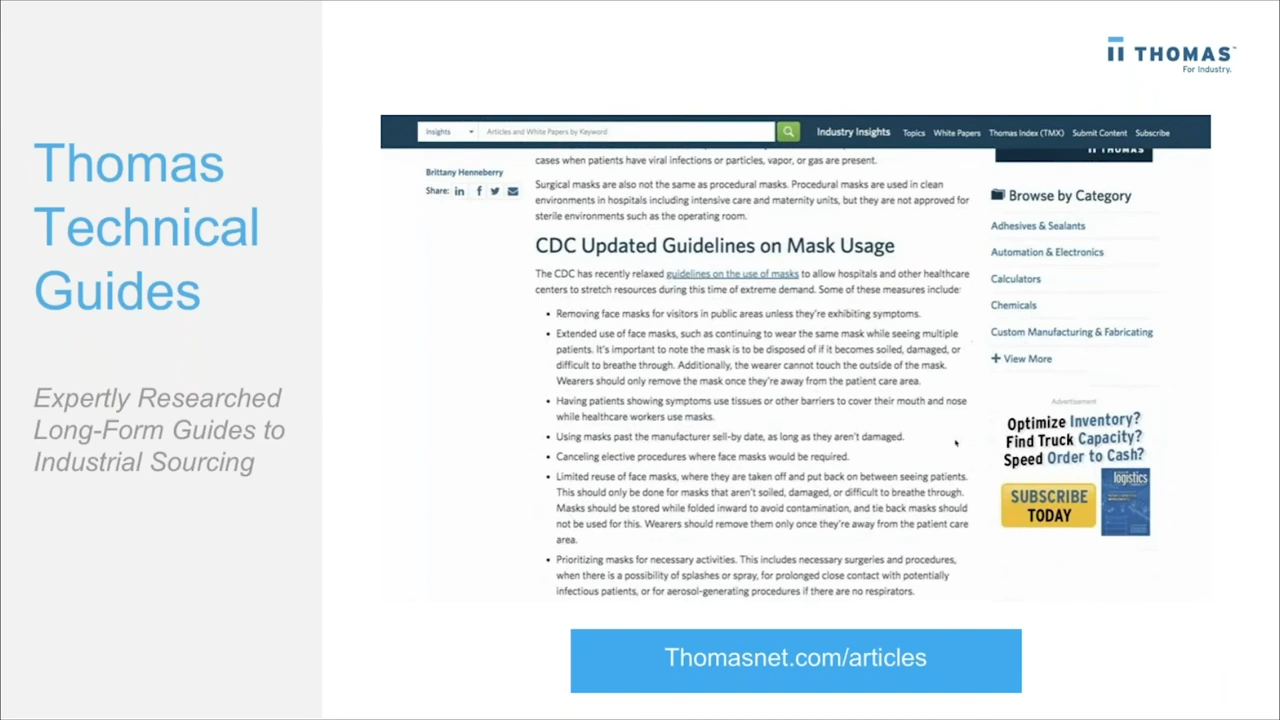 THOMAS™
For Industry.
Thomas
Technical
Guides
Expertly Researched
Long-Form Guides to
Industrial Sourcing
Insights
Articles and White Papers by Keyword
Industry Insights
Topics
White Papers
Thomas Index (TMX)
Submit Content
Subscribe
Brittany Henneberry
Share:
cases when patients have viral infections or particles, vapor, or gas are present.
Surgical masks are also not the same as procedural masks. Procedural masks are used in clean
environments in hospitals including intensive care and maternity units, but they are not approved for
sterile environments such as the operating room.
CDC Updated Guidelines on Mask Usage
The CDC has recently relaxed guidelines on the use of masks to allow hospitals and other healthcare
centers to stretch resources during this time of extreme demand. Some of these measures include:
• Removing face masks for visitors in public areas unless they're exhibiting symptoms.
• Extended use of face masks, such as continuing to wear the same mask while seeing multiple
patients. It's important to note the mask is to be disposed of if it becomes soiled, damaged, or
difficult to breathe through. Additionally, the wearer cannot touch the outside of the mask.
Wearers should only remove the mask once they're away from the patient care area.
• Having patients showing symptoms use tissues or other barriers to cover their mouth and nose
while healthcare workers use masks.
• Using masks past the manufacturer sell-by date, as long as they aren't damaged.
• Canceling elective procedures where face masks would be required.
• Limited reuse of face masks, where they are taken off and put back on between seeing patients.
This should only be done for masks that aren't soiled, damaged, or difficult to breathe through.
Masks should be stored while folded inward to avoid contamination, and tie back masks should
not be used for this. Wearers should remove them only once they're away from the patient care
area.
• Prioritizing masks for necessary activities. This includes necessary surgeries and procedures,
when there is a possibility of splashes or spray, for prolonged close contact with potentially
infectious patients, or for aerosol-generating procedures if there are no respirators.
THOMAS
Browse by Category
Adhesives & Sealants
Automation & Electronics
Calculators
Chemicals
Custom Manufacturing & Fabricating
+ View More
Advertisement
Optimize Inventory?
Find Truck Capacity?
Speed Order to Cash?
SUBSCRIBE
TODAY
logistics
Thomasnet.com/articles